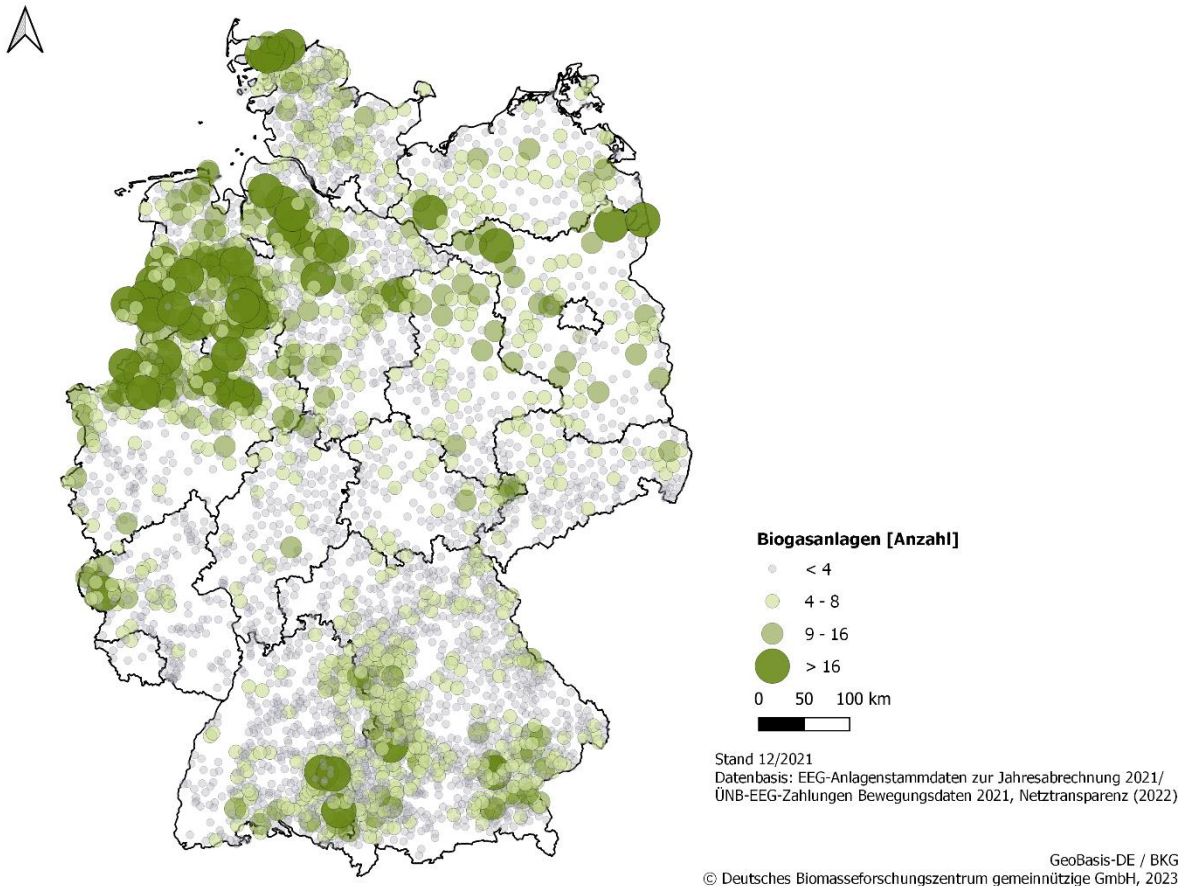 Biogasanlagen [Anzahl]
< 4
4 - 8
9 - 16
> 16
0 50 100 km
Stand 12/2021
Datenbasis: EEG-Anlagenstammdaten zur Jahresabrechnung 2021/
ÜNB-EEG-Zahlungen Bewegungsdaten 2021, Netztransparenz (2022)
GeoBasis-DE / BKG
© Deutsches Biomasseforschungszentrum gemeinnützige GmbH, 2023